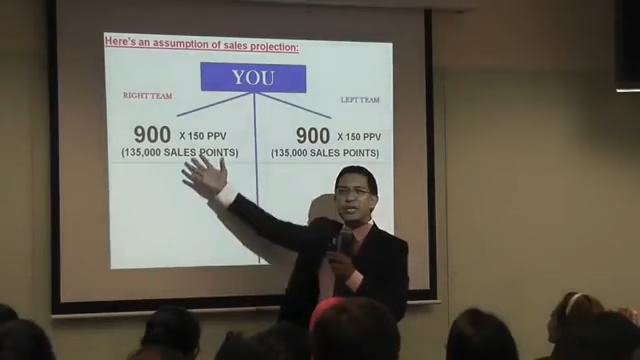 Here's an assumption of sales projection:
YOU
RIGHT TEAM
LEFT TEAM
900 X 150 PPV
(135,000 SALES POINTS)
900 X 150 PPV
(135,000 SALES POINTS)